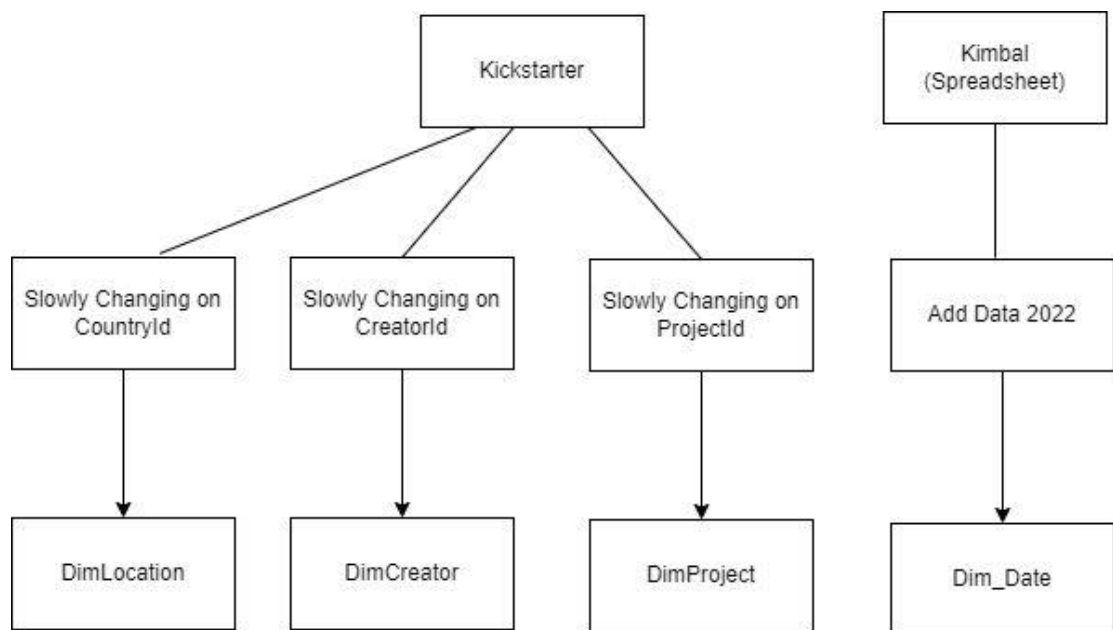 Kickstarter
Kimbal
(Spreadsheet)
Slowly Changing on
CountryId
Slowly Changing on
CreatorId
Slowly Changing on
ProjectId
Add Data 2022
DimLocation
DimCreator
DimProject
Dim_Date